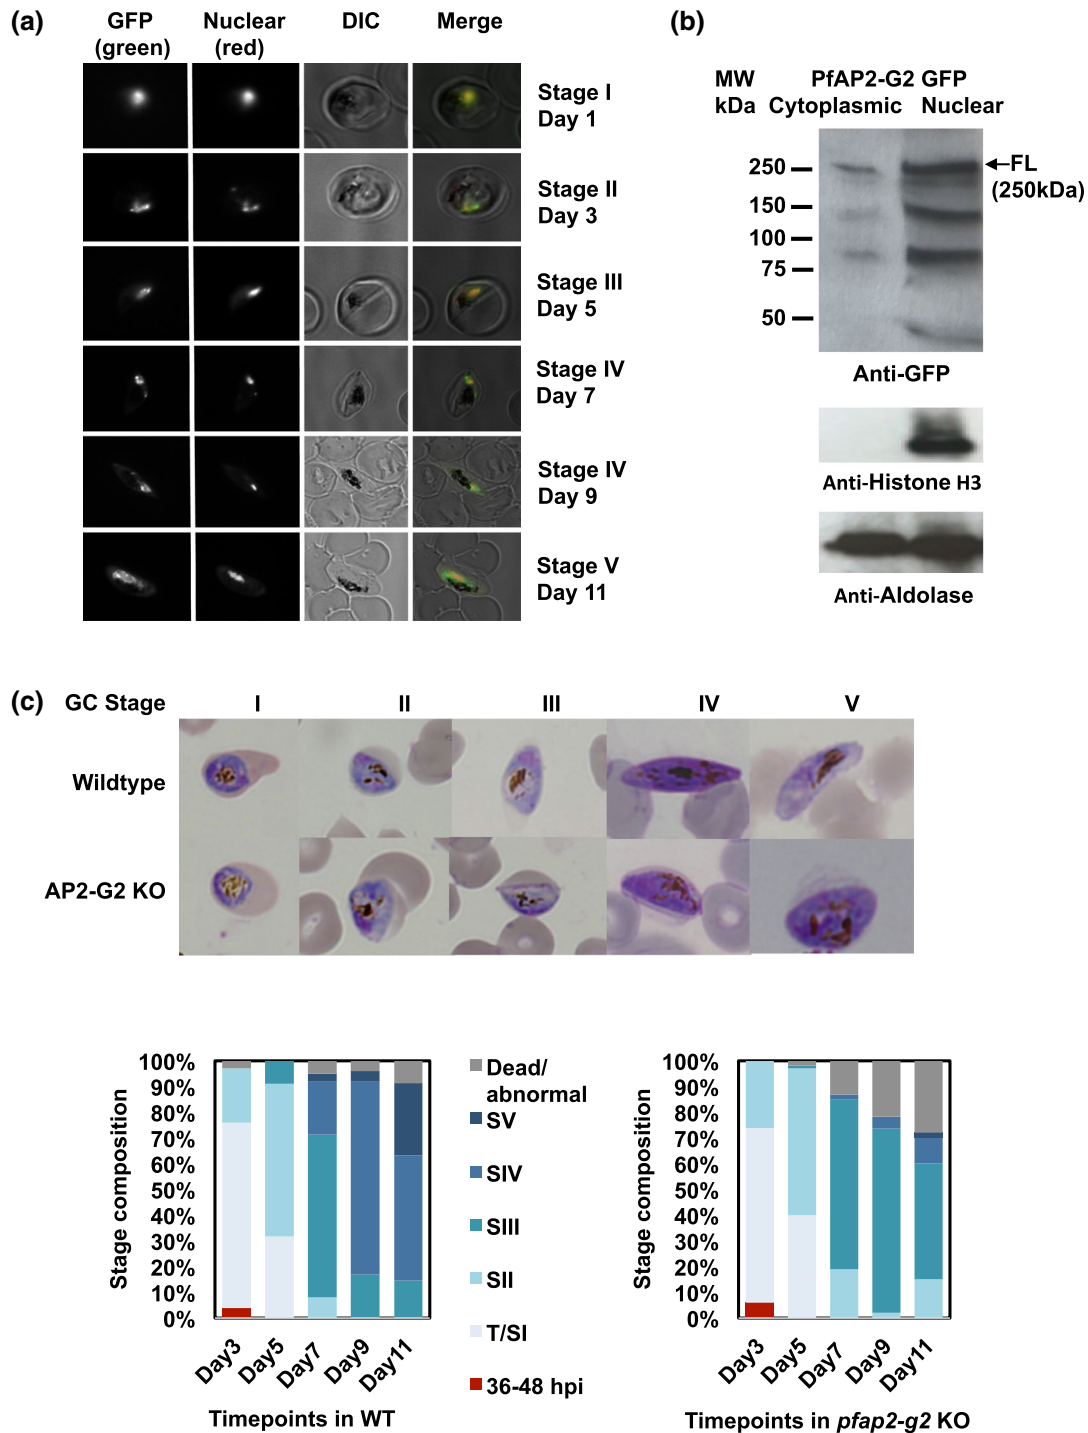 (a)
GFP (green)
Nuclear (red)
DIC
Merge
Stage I
Day 1
Stage II
Day 3
Stage III
Day 5
Stage IV
Day 7
Stage IV
Day 9
Stage V
Day 11
(b)
MW
kDa
PfAP2-G2 GFP
Cytoplasmic Nuclear
250
150
100
75
50
←FL
(250kDa)
Anti-GFP
Anti-Histone H3
Anti-Aldolase
(c)
GC Stage I II III IV V
Wildtype
AP2-G2 KO
Stage composition
100%
90%
80%
70%
60%
50%
40%
30%
20%
10%
0%
Day3 Day5 Day7 Day9 Day11
Timepoints in WT
Dead/
abnormal
SV
SIV
SIII
SII
T/SI
36-48 hpi
Stage composition
100%
90%
80%
70%
60%
50%
40%
30%
20%
10%
0%
Day3 Day5 Day7 Day9 Day11
Timepoints in pfap2-g2 KO